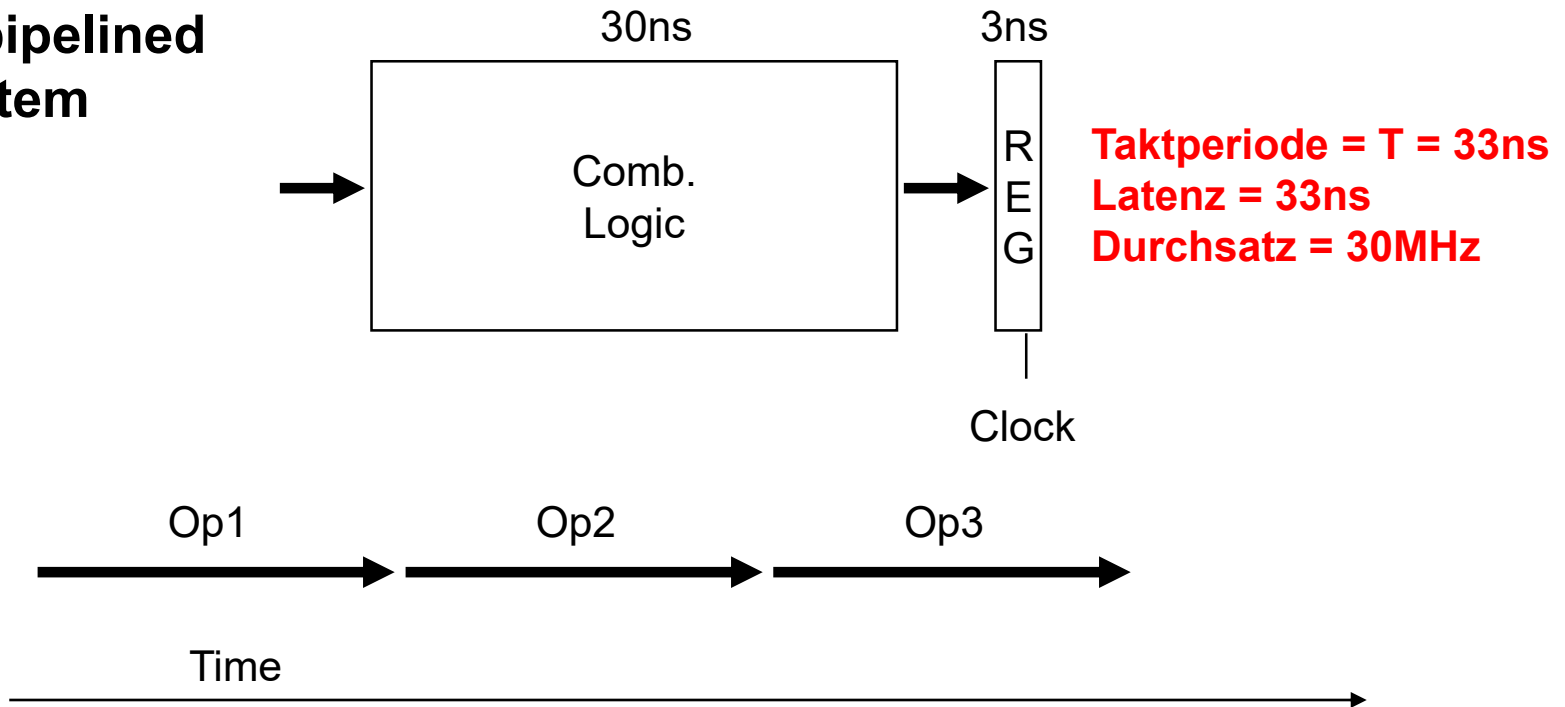 pipelined
tem
30ns
3ns
Comb.
Logic
R
E
G
Taktperiode = T = 33ns
Latenz = 33ns
Durchsatz = 30MHz
Clock
Op1 Op2 Op3
Time